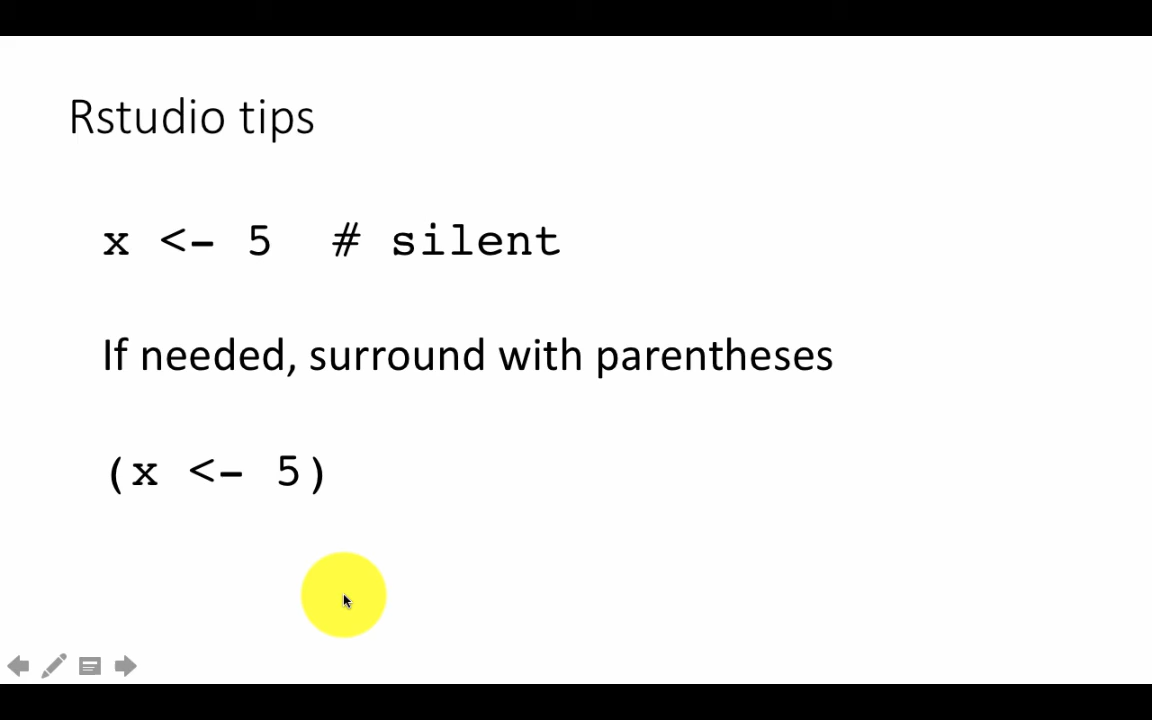 Rstudio tips
x <- 5  # silent
If needed, surround with parentheses
(x <- 5)